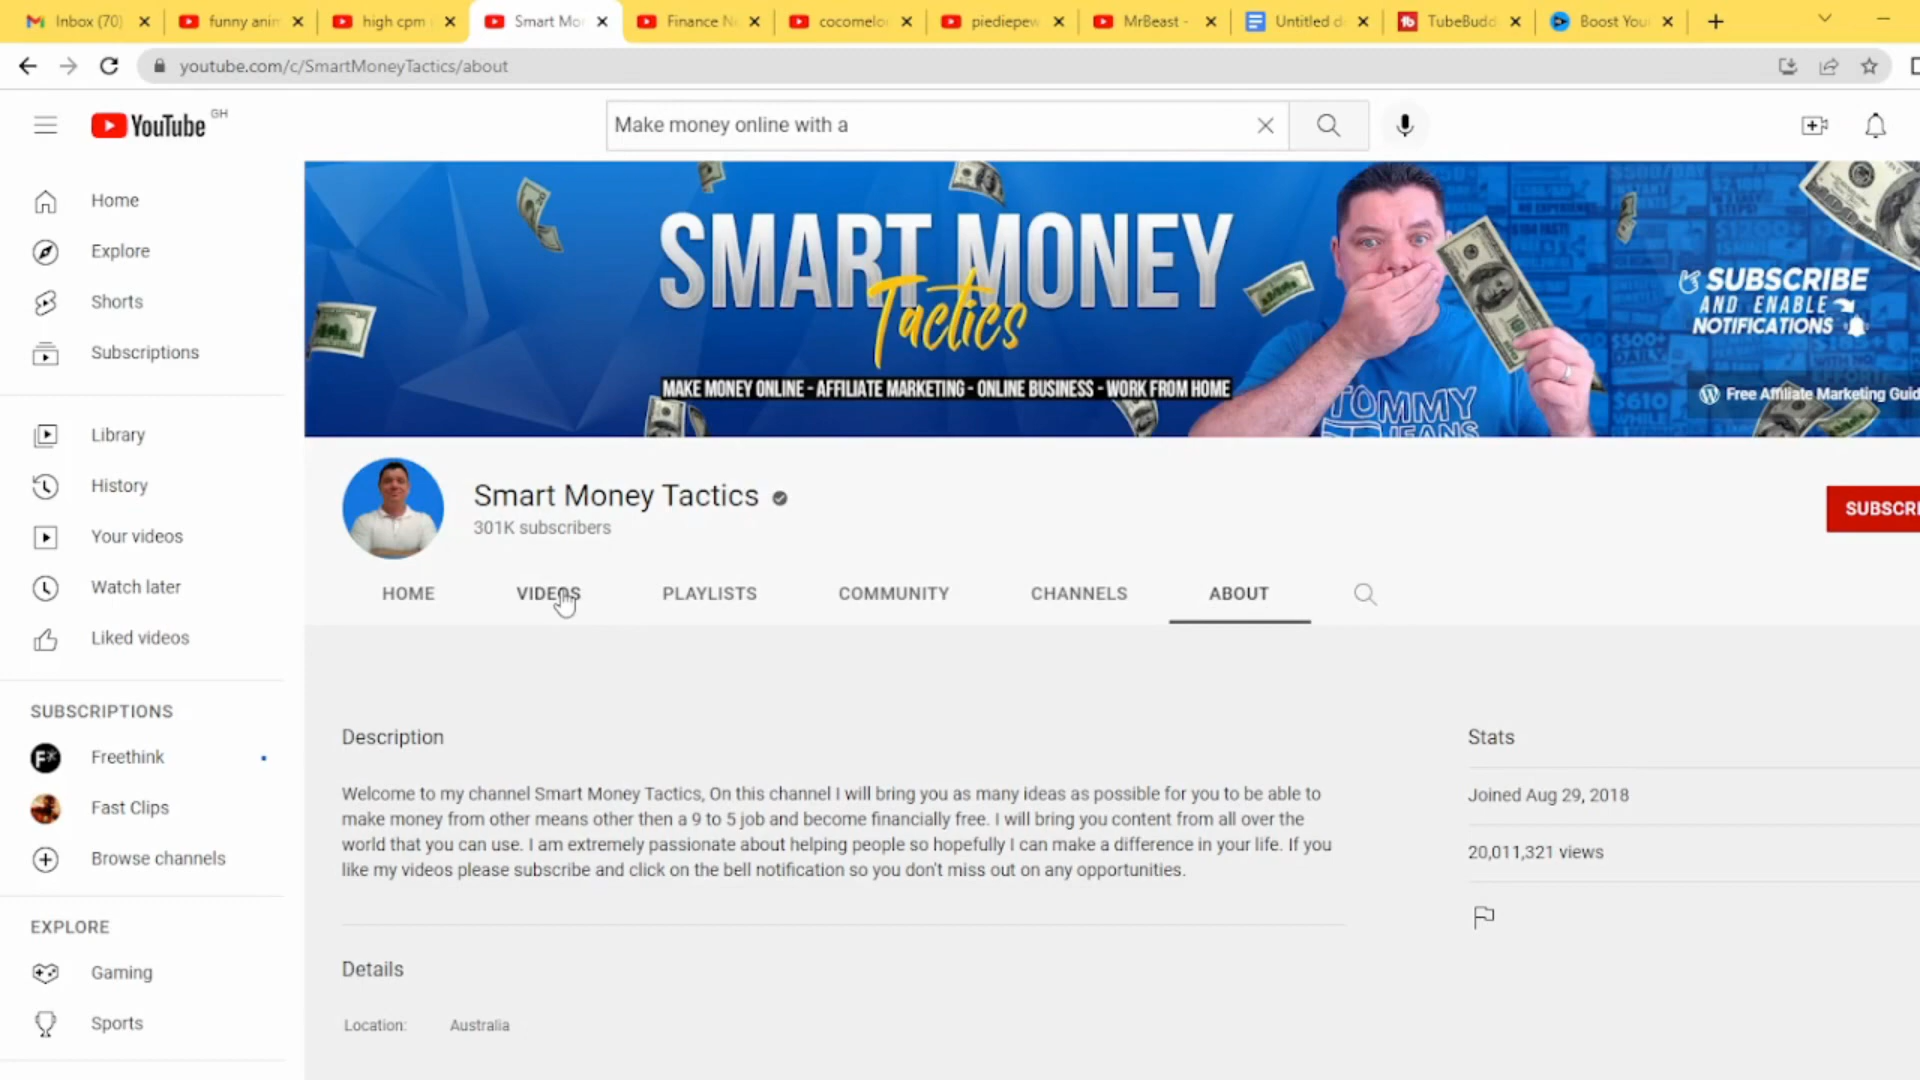 Inbox (70)
funny anim
high cpm
Smart Mo
Finance N
cocomelo
piediepew
MrBeast -
Untitled d
TubeBudd
Boost You
youtube.com/c/SmartMoneyTactics/about
YouTube GH
Make money online with a
Home
Explore
Shorts
Subscriptions
Library
History
Your videos
Watch later
Liked videos
SUBSCRIPTIONS
Freethink
Fast Clips
Browse channels
EXPLORE
Gaming
Sports
SMART MONEY
Tactics
MAKE MONEY ONLINE - AFFILIATE MARKETING - ONLINE BUSINESS - WORK FROM HOME
TOMMY
JEANS
SUBSCRIBE
AND ENABLE
NOTIFICATIONS
Free Affiliate Marketing Guid
Smart Money Tactics
301K subscribers
SUBSCRI
HOME
VIDEOS
PLAYLISTS
COMMUNITY
CHANNELS
ABOUT
Description
Welcome to my channel Smart Money Tactics, On this channel I will bring you as many ideas as possible for you to be able to
make money from other means other then a 9 to 5 job and become financially free. I will bring you content from all over the
world that you can use. I am extremely passionate about helping people so hopefully I can make a difference in your life. If you
like my videos please subscribe and click on the bell notification so you don't miss out on any opportunities.
Details
Location: Australia
Stats
Joined Aug 29, 2018
20,011,321 views